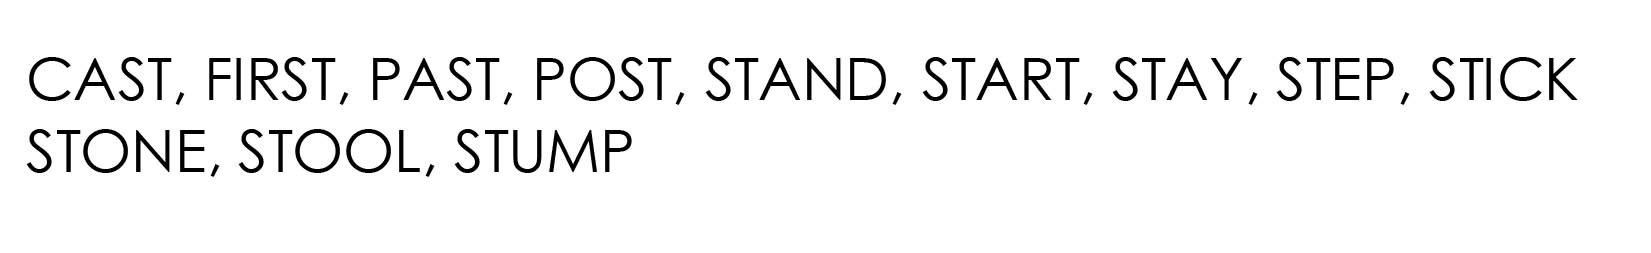 CAST, FIRST, PAST, POST, STAND, START, STAY, STEP, STICK
STONE, STOOL, STUMP